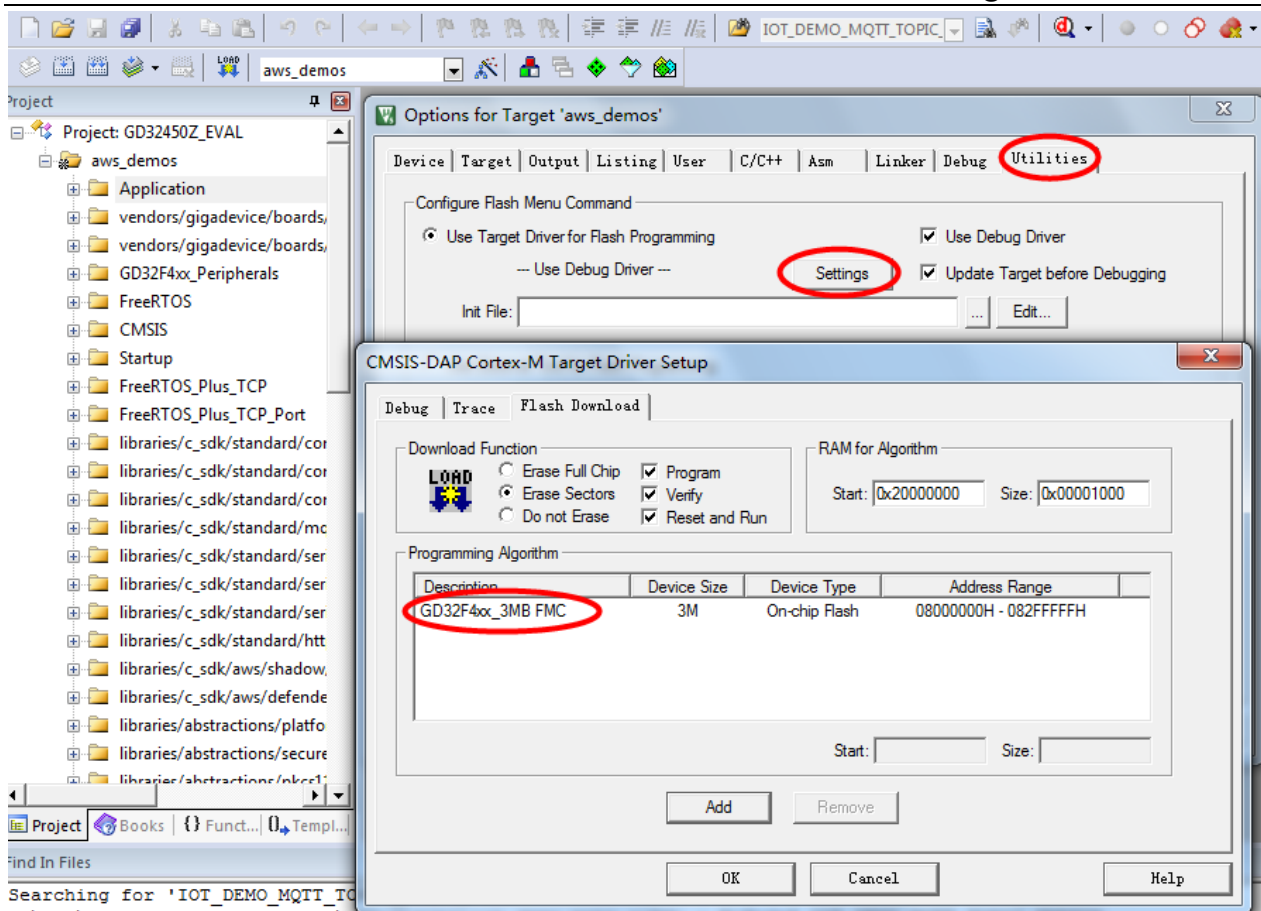 IOT_DEMO_MQTT_TOPIC_
LOAD
aws_demos
Project
Project: GD32450Z_EVAL
aws_demos
Application
vendors/gigadevice/boards/
vendors/gigadevice/boards/
GD32F4xx_Peripherals
FreeRTOS
CMSIS
Startup
FreeRTOS_Plus_TCP
FreeRTOS_Plus_TCP_Port
libraries/c_sdk/standard/cor
libraries/c_sdk/standard/cor
libraries/c_sdk/standard/cor
libraries/c_sdk/standard/mc
libraries/c_sdk/standard/ser
libraries/c_sdk/standard/ser
libraries/c_sdk/standard/ser
libraries/c_sdk/standard/htt
libraries/c_sdk/aws/shadow,
libraries/c_sdk/aws/defende
libraries/abstractions/platfo
libraries/abstractions/secure
libraries/abstractions/pkcs11
Project Books {} Funct... 0 Templ...
Find In Files
Searching for 'IOT_DEMO_MQTT_TO
Options for Target 'aws_demos'
Device Target Output Listing User C/C++ Asm Linker Debug Utilities
Configure Flash Menu Command
Use Target Driver for Flash Programming Use Debug Driver
--- Use Debug Driver --- Settings Update Target before Debugging
Init File: ... Edit...
CMSIS-DAP Cortex-M Target Driver Setup
Debug Trace Flash Download
Download Function RAM for Algorithm
LOAD Erase Full Chip Program
Erase Sectors Verify Start: 0x20000000 Size: 0x00001000
Do not Erase Reset and Run
Programming Algorithm
Description Device Size Device Type Address Range
GD32F4xx_3MB FMC 3M On-chip Flash 08000000H - 082FFFFFH
Start: Size:
Add Remove
OK Cancel Help